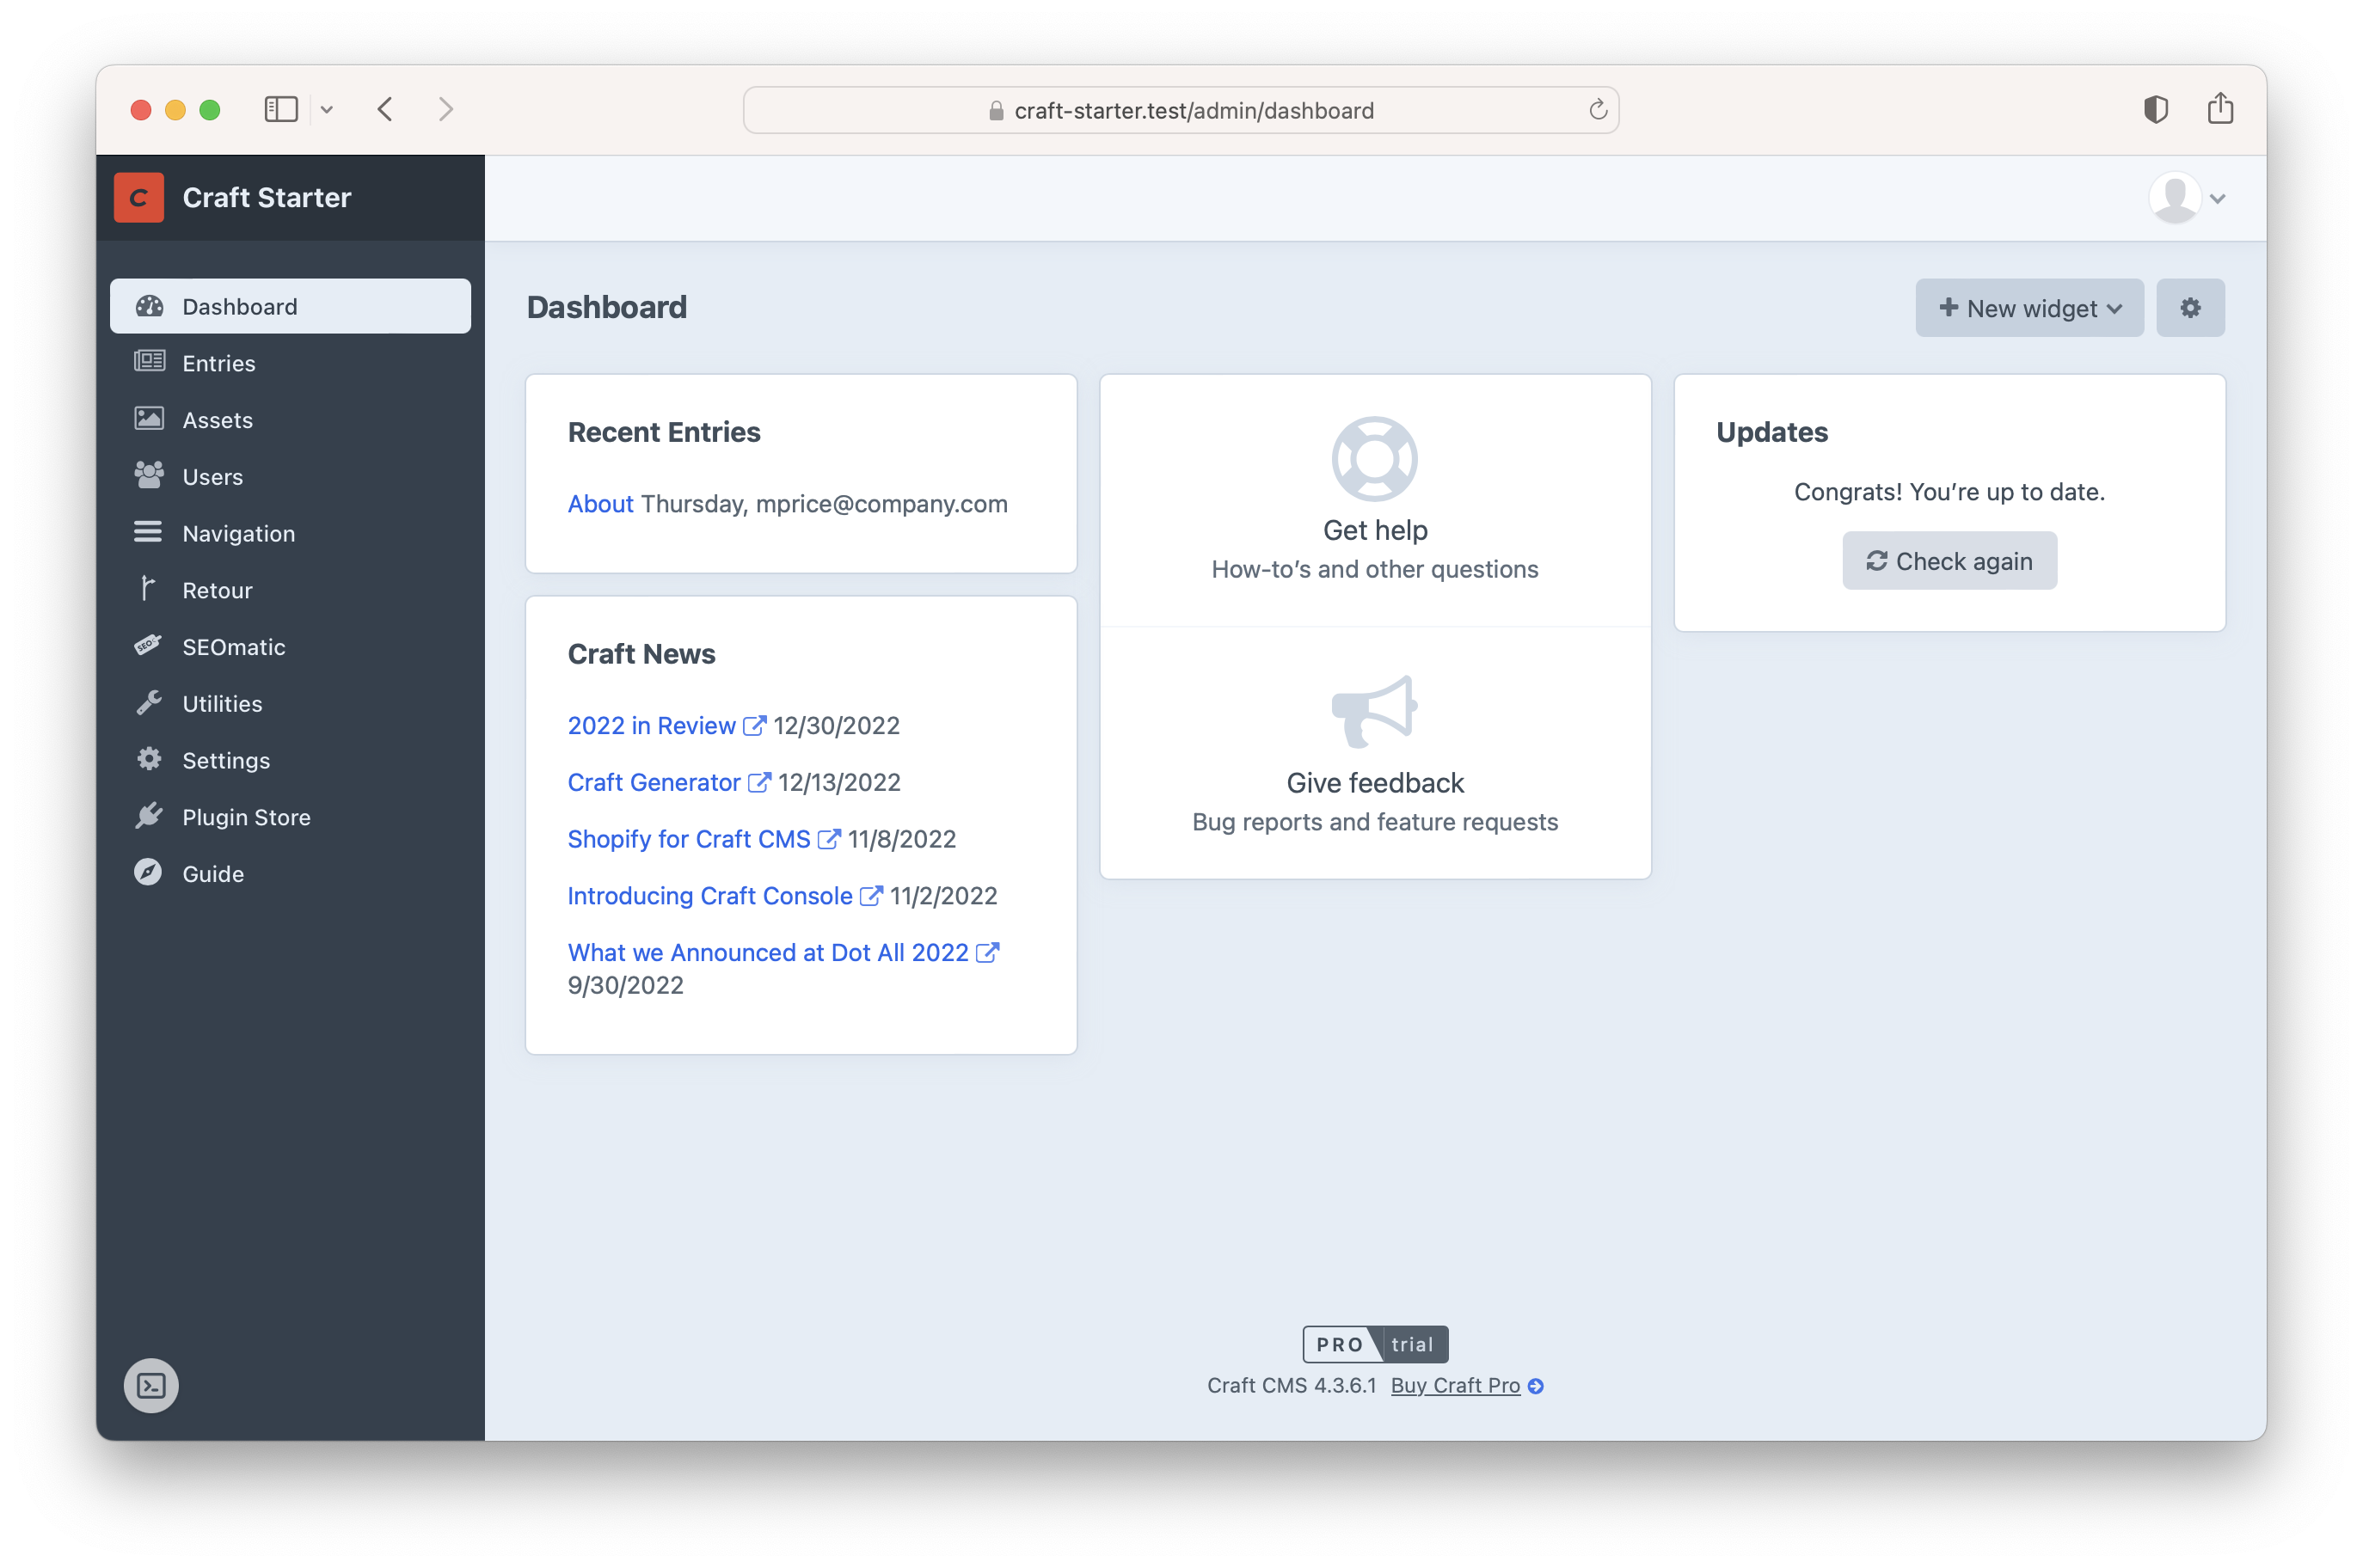 craft-starter.test/admin/dashboard
C Craft Starter
Dashboard
Entries
Assets
Users
Navigation
Retour
SEO SEOmatic
Utilities
Settings
Plugin Store
Guide
Dashboard
New widget
Recent Entries
About Thursday, mprice@company.com
Craft News
2022 in Review 12/30/2022
Craft Generator 12/13/2022
Shopify for Craft CMS 11/8/2022
Introducing Craft Console 11/2/2022
What we Announced at Dot All 2022
9/30/2022
Get help
How-to’s and other questions
Give feedback
Bug reports and feature requests
Updates
Congrats! You’re up to date.
Check again
PRO trial
Craft CMS 4.3.6.1 Buy Craft Pro